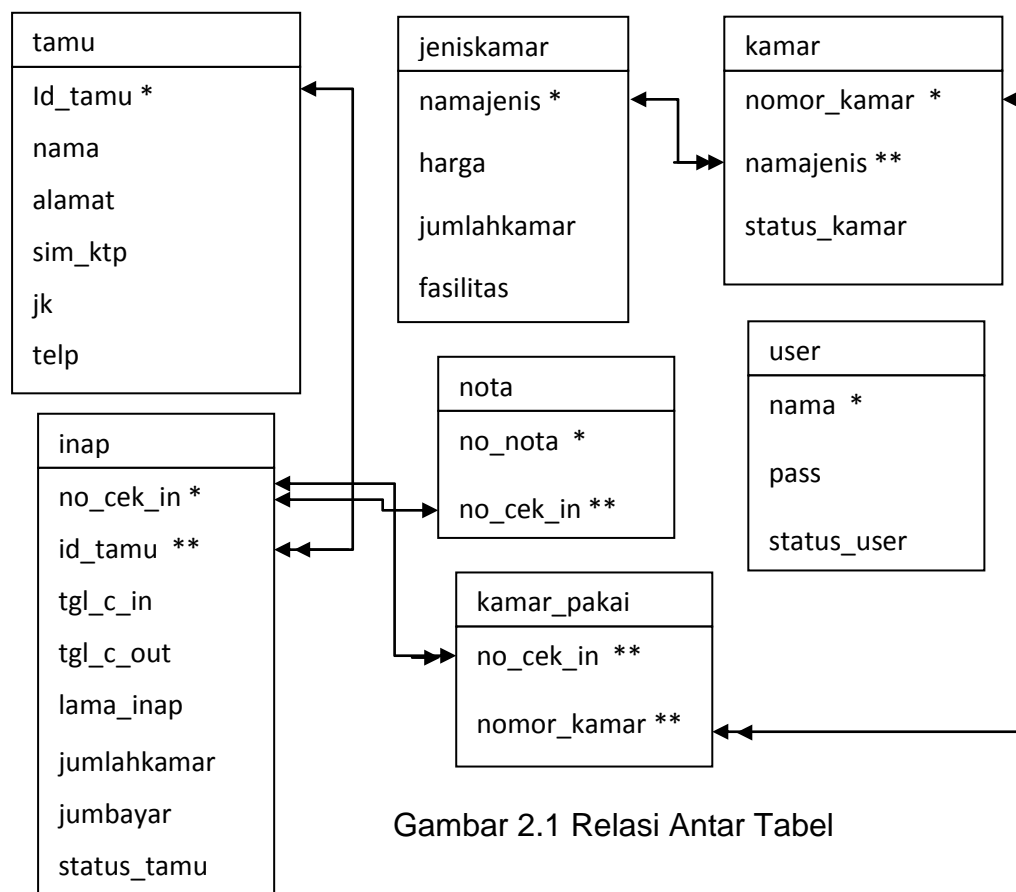 tamu
Id_tamu *
nama
alamat
sim_ktp
jk
telp
jeniskamar
namajenis *
harga
jumlahkamar
fasilitas
kamar
nomor_kamar *
namajenis **
status_kamar
nota
no_nota *
no_cek_in **
user
nama *
pass
status_user
inap
no_cek_in *
id_tamu **
tgl_c_in
tgl_c_out
lama_inap
jumlahkamar
jumbayar
status_tamu
kamar_pakai
no_cek_in **
nomor_kamar **
Gambar 2.1 Relasi Antar Tabel